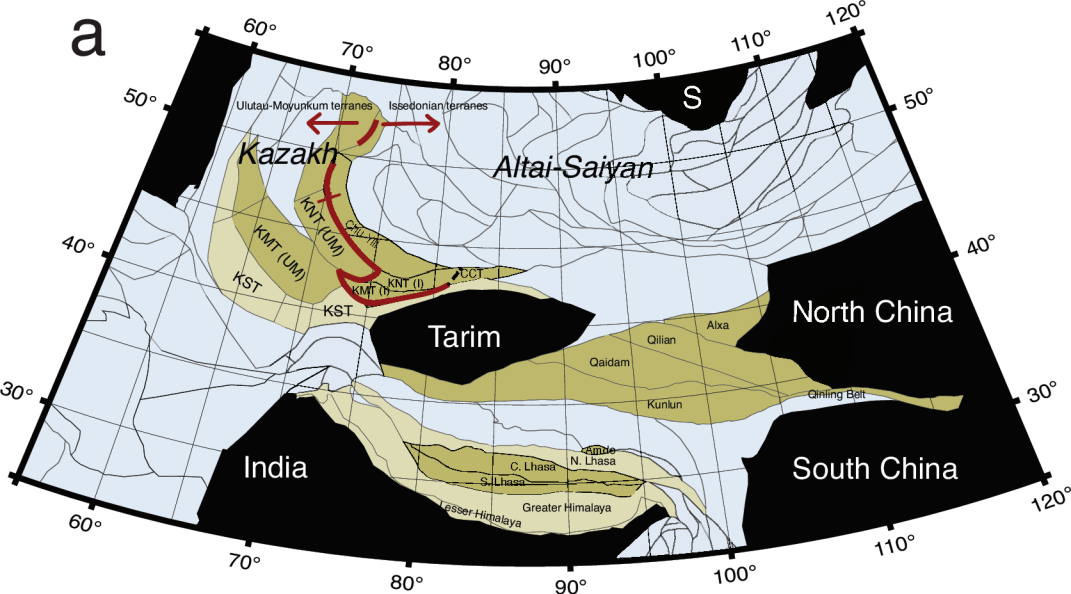 a
60°
70°
80°
90°
100°
110°
120°
S
50°
50°
Ulutau-Moyunkum terranes
Issedonian terranes
Kazakh
Altai-Saiyan
KNT (UM)
KMT (UM)
Chu-Yili
40°
40°
CCT
KST
KMT (I)
KNT (I)
KST
Tarim
North China
Alxa
Qilian
Qaidam
Kunlun
Qinling Belt
30°
30°
Amdo
N. Lhasa
C. Lhasa
S. Lhasa
India
South China
Greater Himalaya
Lesser Himalaya
60°
70°
80°
90°
100°
110°
120°